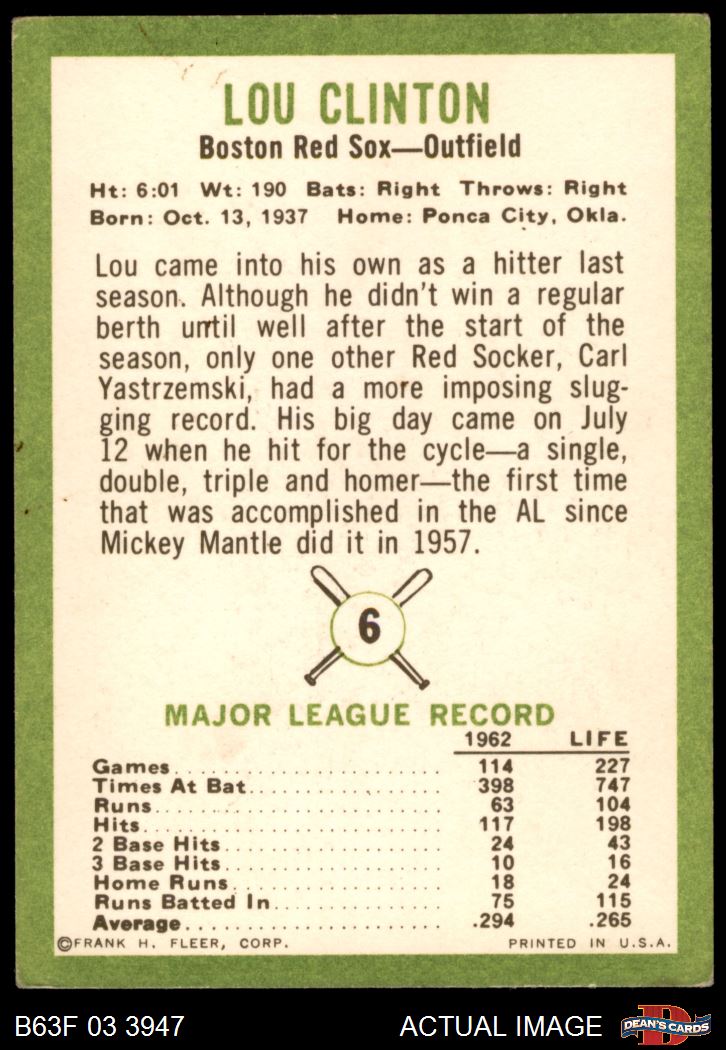 LOU CLINTON
Boston Red Sox—Outfield
Ht: 6:01 Wt: 190 Bats: Right Throws: Right
Born: Oct. 13, 1937 Home: Ponca City, Okla.
Lou came into his own as a hitter last
season. Although he didn't win a regular
berth until well after the start of the
season, only one other Red Socker, Carl
Yastrzemski, had a more imposing slug-
ging record. His big day came on July
12 when he hit for the cycle—a single,
double, triple and homer—the first time
that was accomplished in the AL since
Mickey Mantle did it in 1957.
6
MAJOR LEAGUE RECORD
1962 LIFE
Games 114 227
Times At Bat 398 747
Runs 63 104
Hits 117 198
2 Base Hits 24 43
3 Base Hits 10 16
Home Runs 18 24
Runs Batted In 75 115
Average .294 .265
©FRANK H. FLEER, CORP. PRINTED IN U.S.A.
B63F 03 3947 ACTUAL IMAGE D DEAN'S CARDS